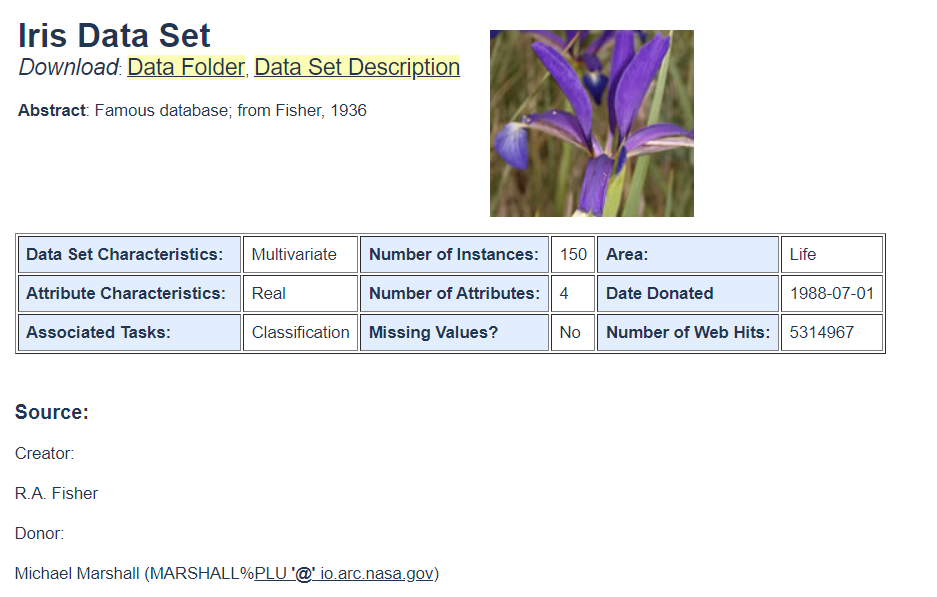 Iris Data Set
Download: Data Folder, Data Set Description
Abstract: Famous database; from Fisher, 1936
Data Set Characteristics: Multivariate Number of Instances: 150 Area: Life
Attribute Characteristics: Real Number of Attributes: 4 Date Donated 1988-07-01
Associated Tasks: Classification Missing Values? No Number of Web Hits: 5314967
Source:
Creator:
R.A. Fisher
Donor:
Michael Marshall (MARSHALL%PLU '@' io.arc.nasa.gov)